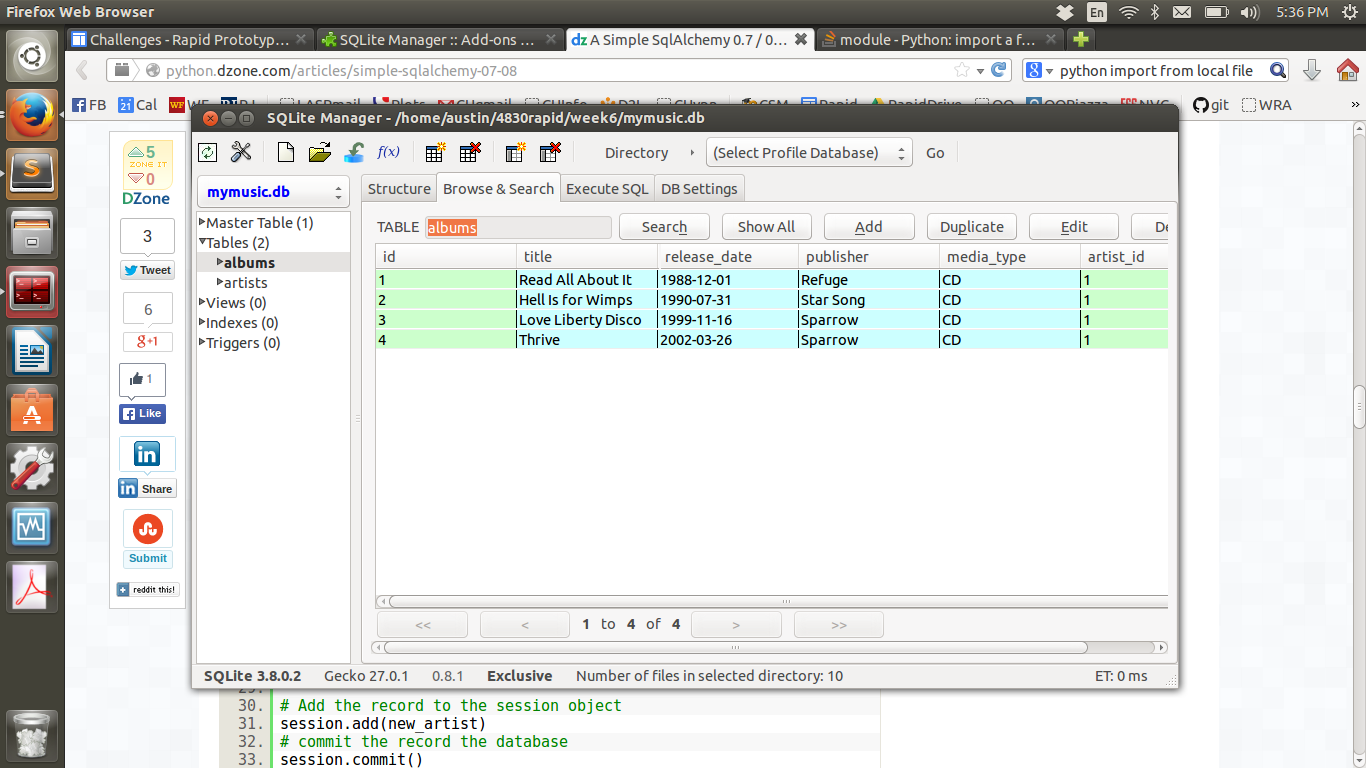 Firefox Web Browser
En
5:36 PM
Challenges - Rapid Prototyp...
SQLite Manager :: Add-ons ...
dz A Simple SqlAlchemy 0.7 / 0...
module - Python: import a f...
python.dzone.com/articles/simple-sqlalchemy-07-08
python import from local file
FB
21 Cal
WF
git
WRA
»
SQLite Manager - /home/austin/4830rapid/week6/mymusic.db
f(x)
Directory
(Select Profile Database)
Go
mymusic.db
Structure
Browse & Search
Execute SQL
DB Settings
Master Table (1)
Tables (2)
albums
artists
Views (0)
Indexes (0)
Triggers (0)
TABLE albums
Search
Show All
Add
Duplicate
Edit
De
id title release_date publisher media_type artist_id
1 Read All About It 1988-12-01 Refuge CD 1
2 Hell Is for Wimps 1990-07-31 Star Song CD 1
3 Love Liberty Disco 1999-11-16 Sparrow CD 1
4 Thrive 2002-03-26 Sparrow CD 1
<< < 1 to 4 of 4 > >>
SQLite 3.8.0.2 Gecko 27.0.1 0.8.1 Exclusive Number of files in selected directory: 10 ET: 0 ms
5
ZONE IT
0
DZone
3
Tweet
6
g+1
1
Like
in
in Share
Submit
reddit this!
30. # Add the record to the session object
31. session.add(new_artist)
32. # commit the record the database
33. session.commit()